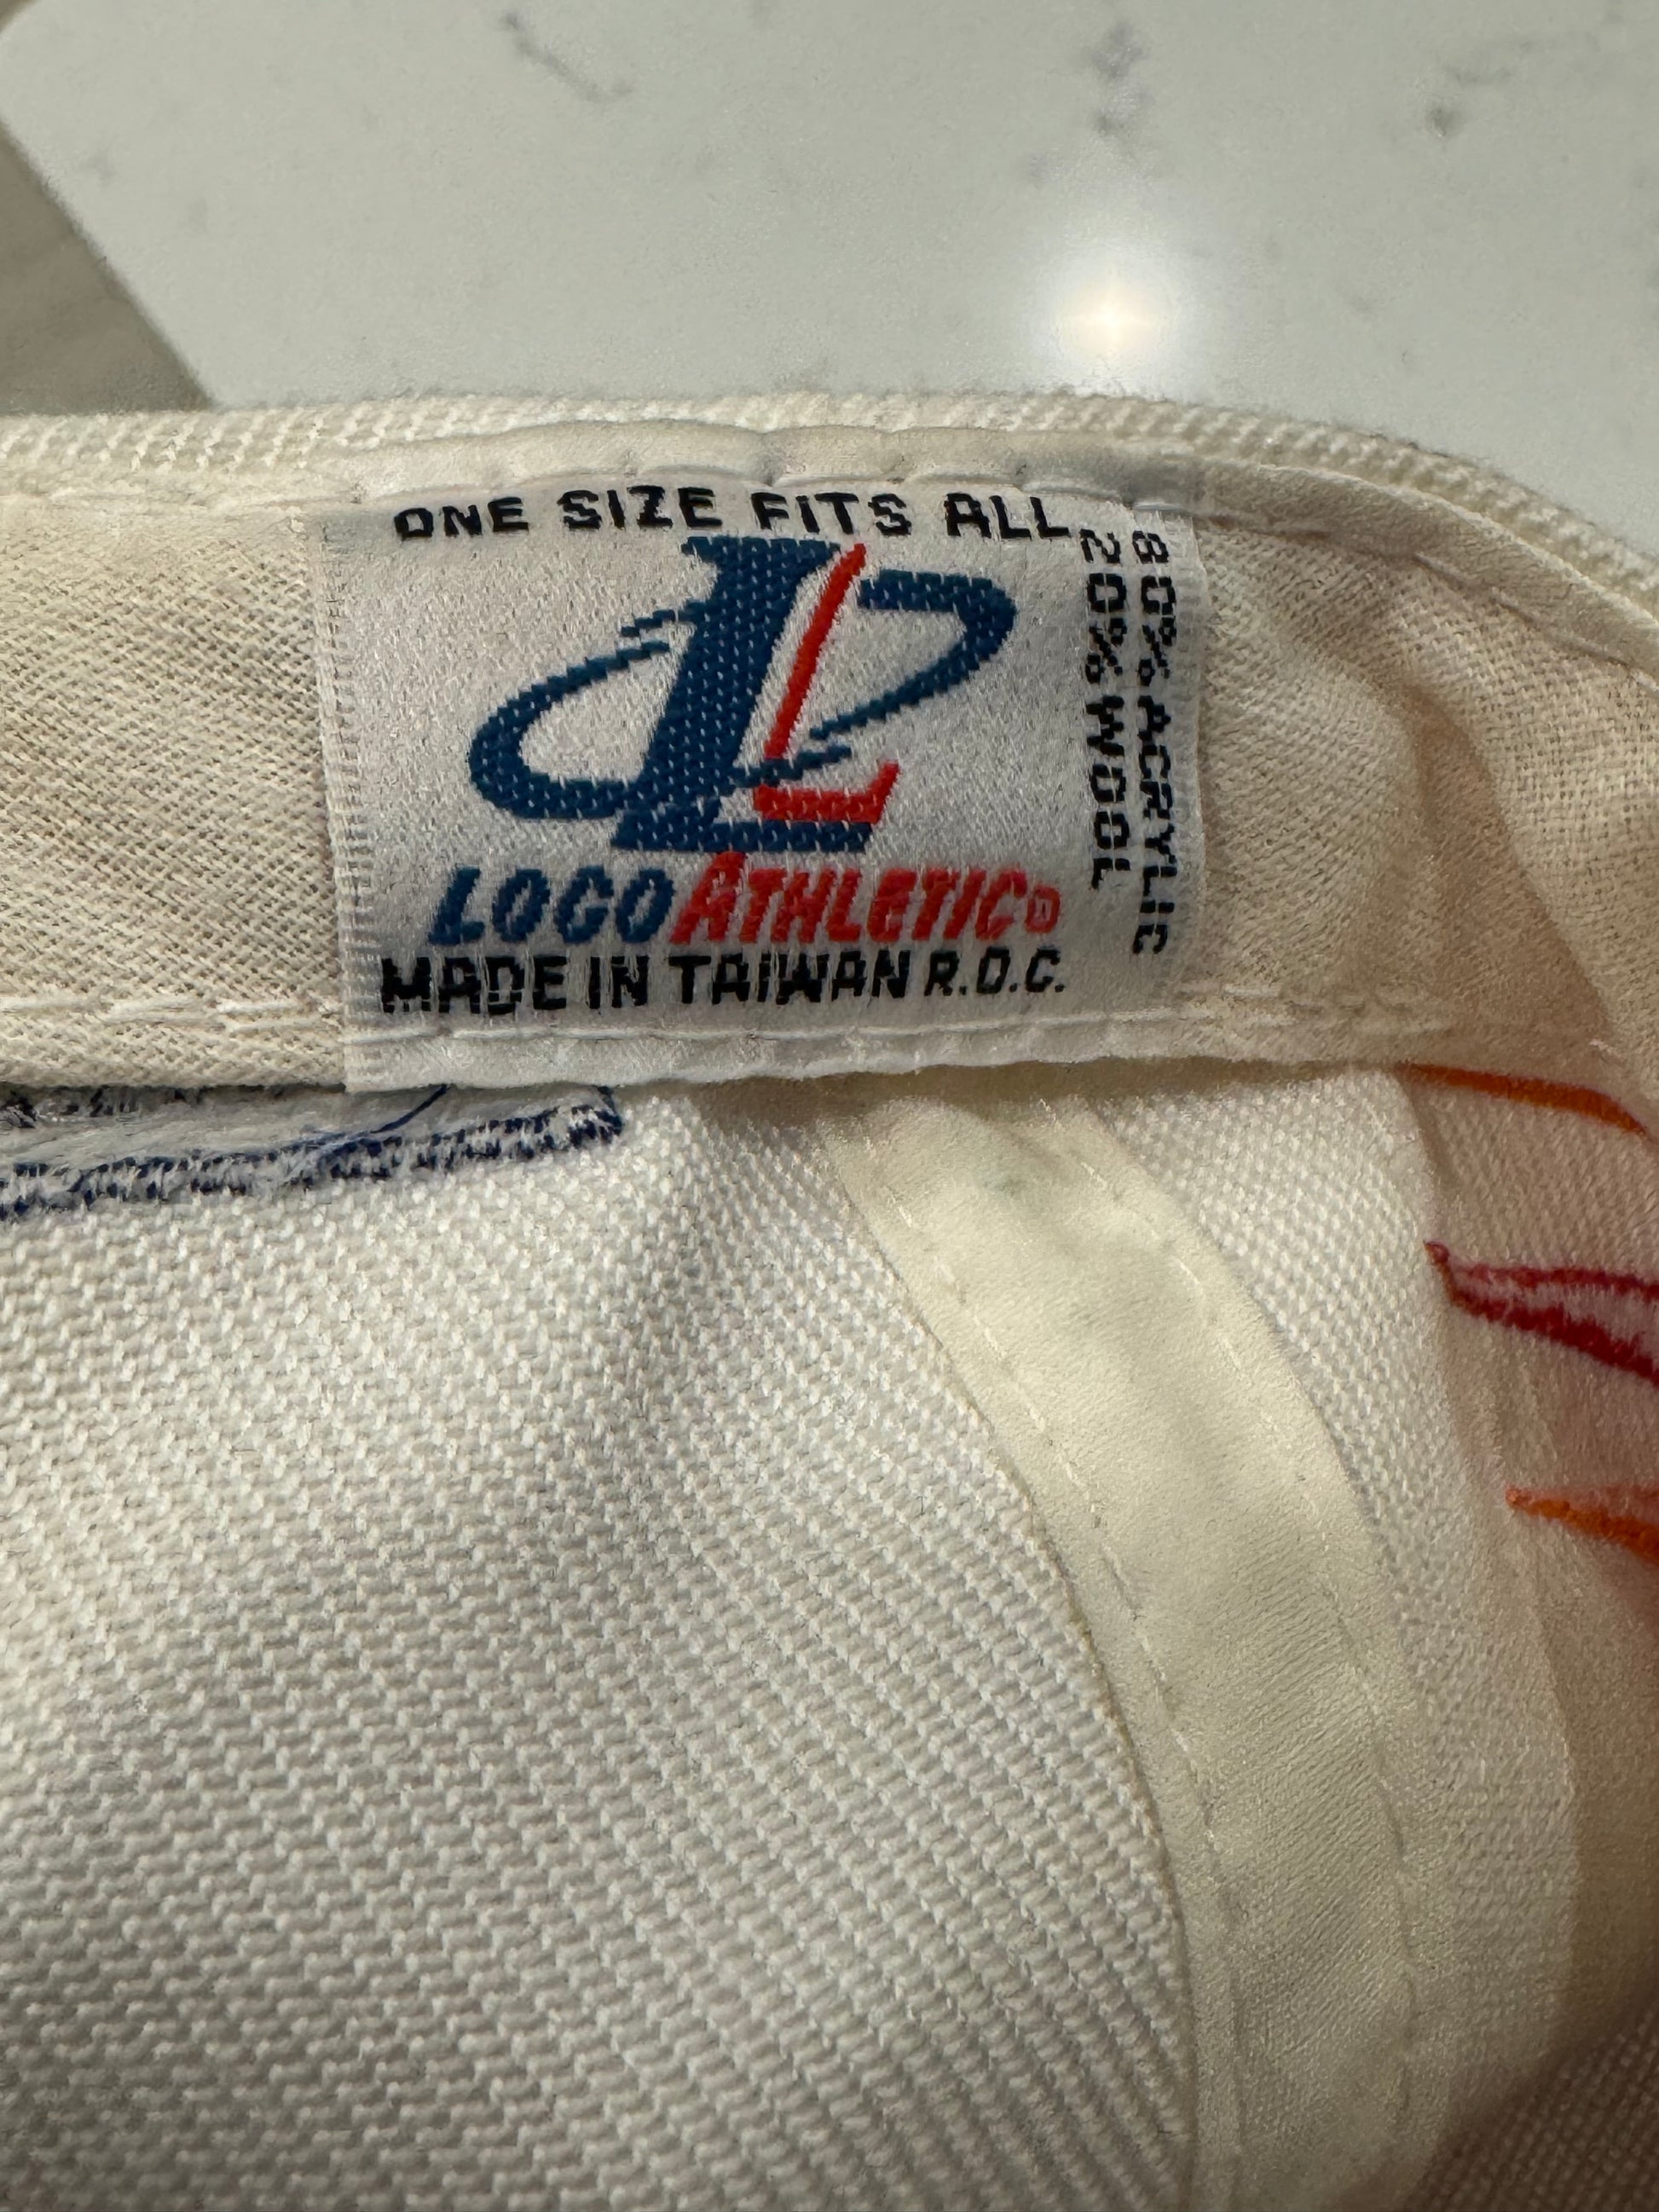 ONE SIZE FITS ALL
80% ACRYLIC
20% WOOL
L
LOGO ATHLETIC
MADE IN TAIWAN R.O.C.